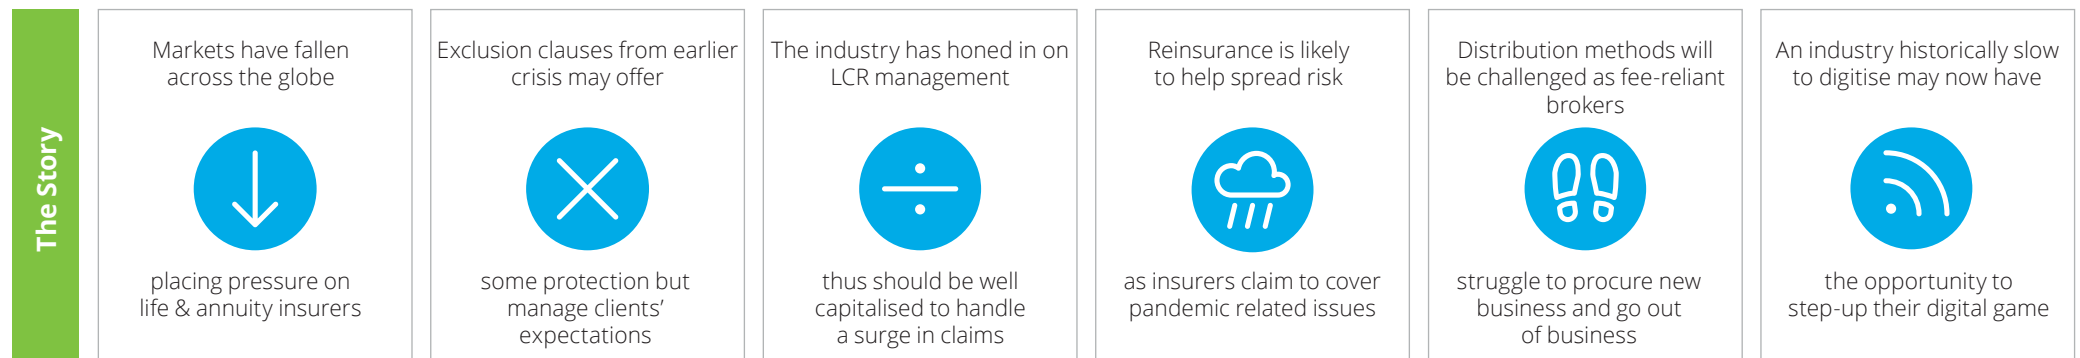 The Story
Markets have fallen
across the globe
placing pressure on
life & annuity insurers
Exclusion clauses from earlier
crisis may offer
some protection but
manage clients’
expectations
The industry has honed in on
LCR management
thus should be well
capitalised to handle
a surge in claims
Reinsurance is likely
to help spread risk
as insurers claim to cover
pandemic related issues
Distribution methods will
be challenged as fee-reliant
brokers
struggle to procure new
business and go out
of business
An industry historically slow
to digitise may now have
the opportunity to
step-up their digital game